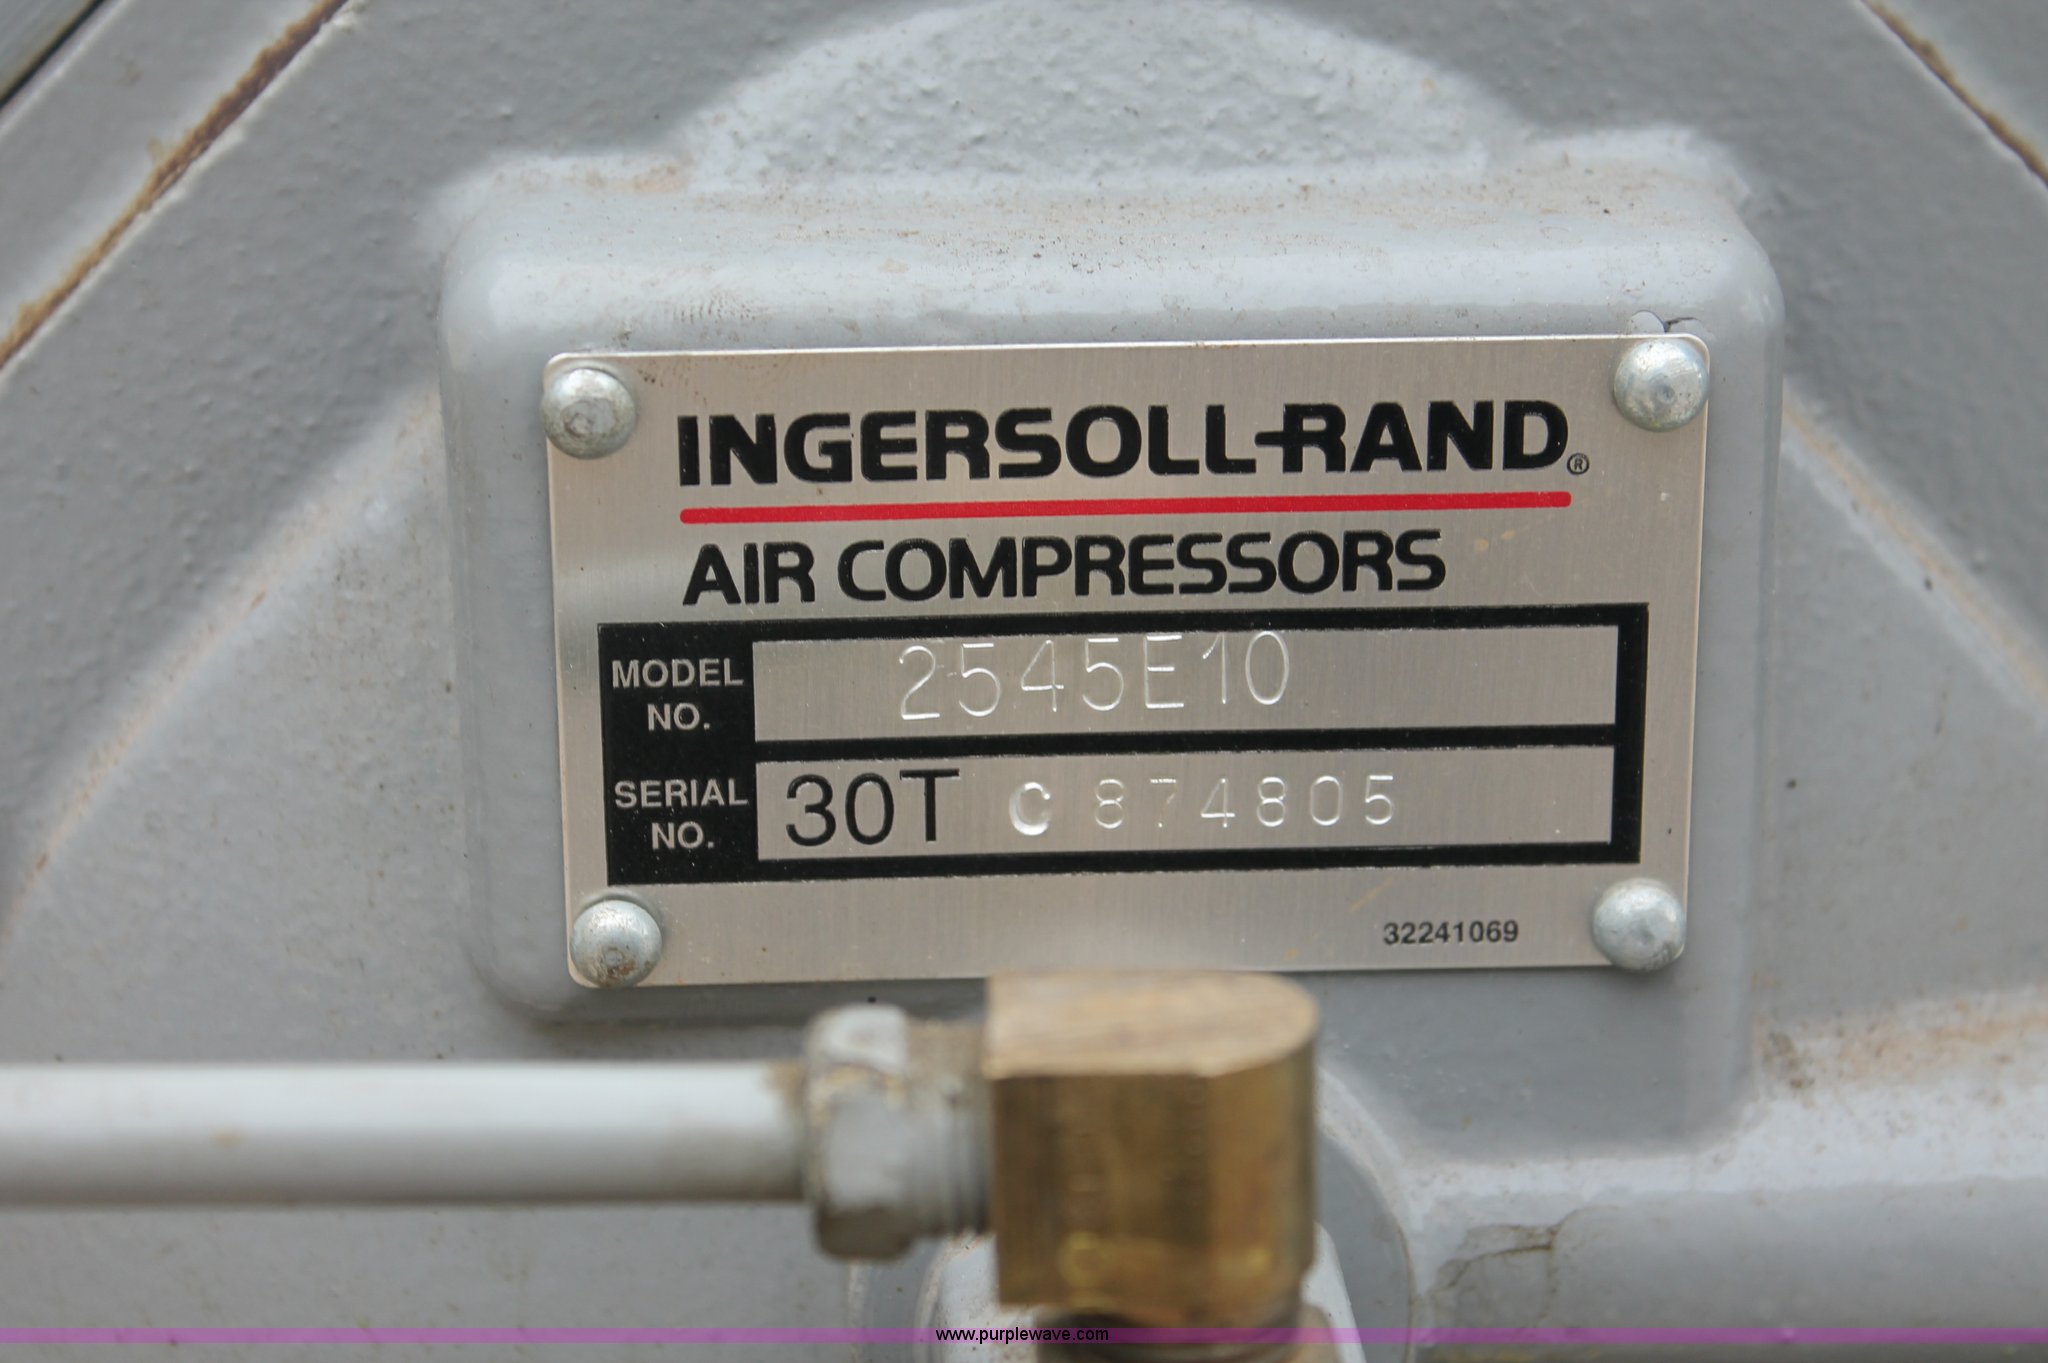 INGERSOLL-RAND®
AIR COMPRESSORS
MODEL NO. 2545E10
SERIAL NO. 30T C 874805
32241069
www.purplewave.com